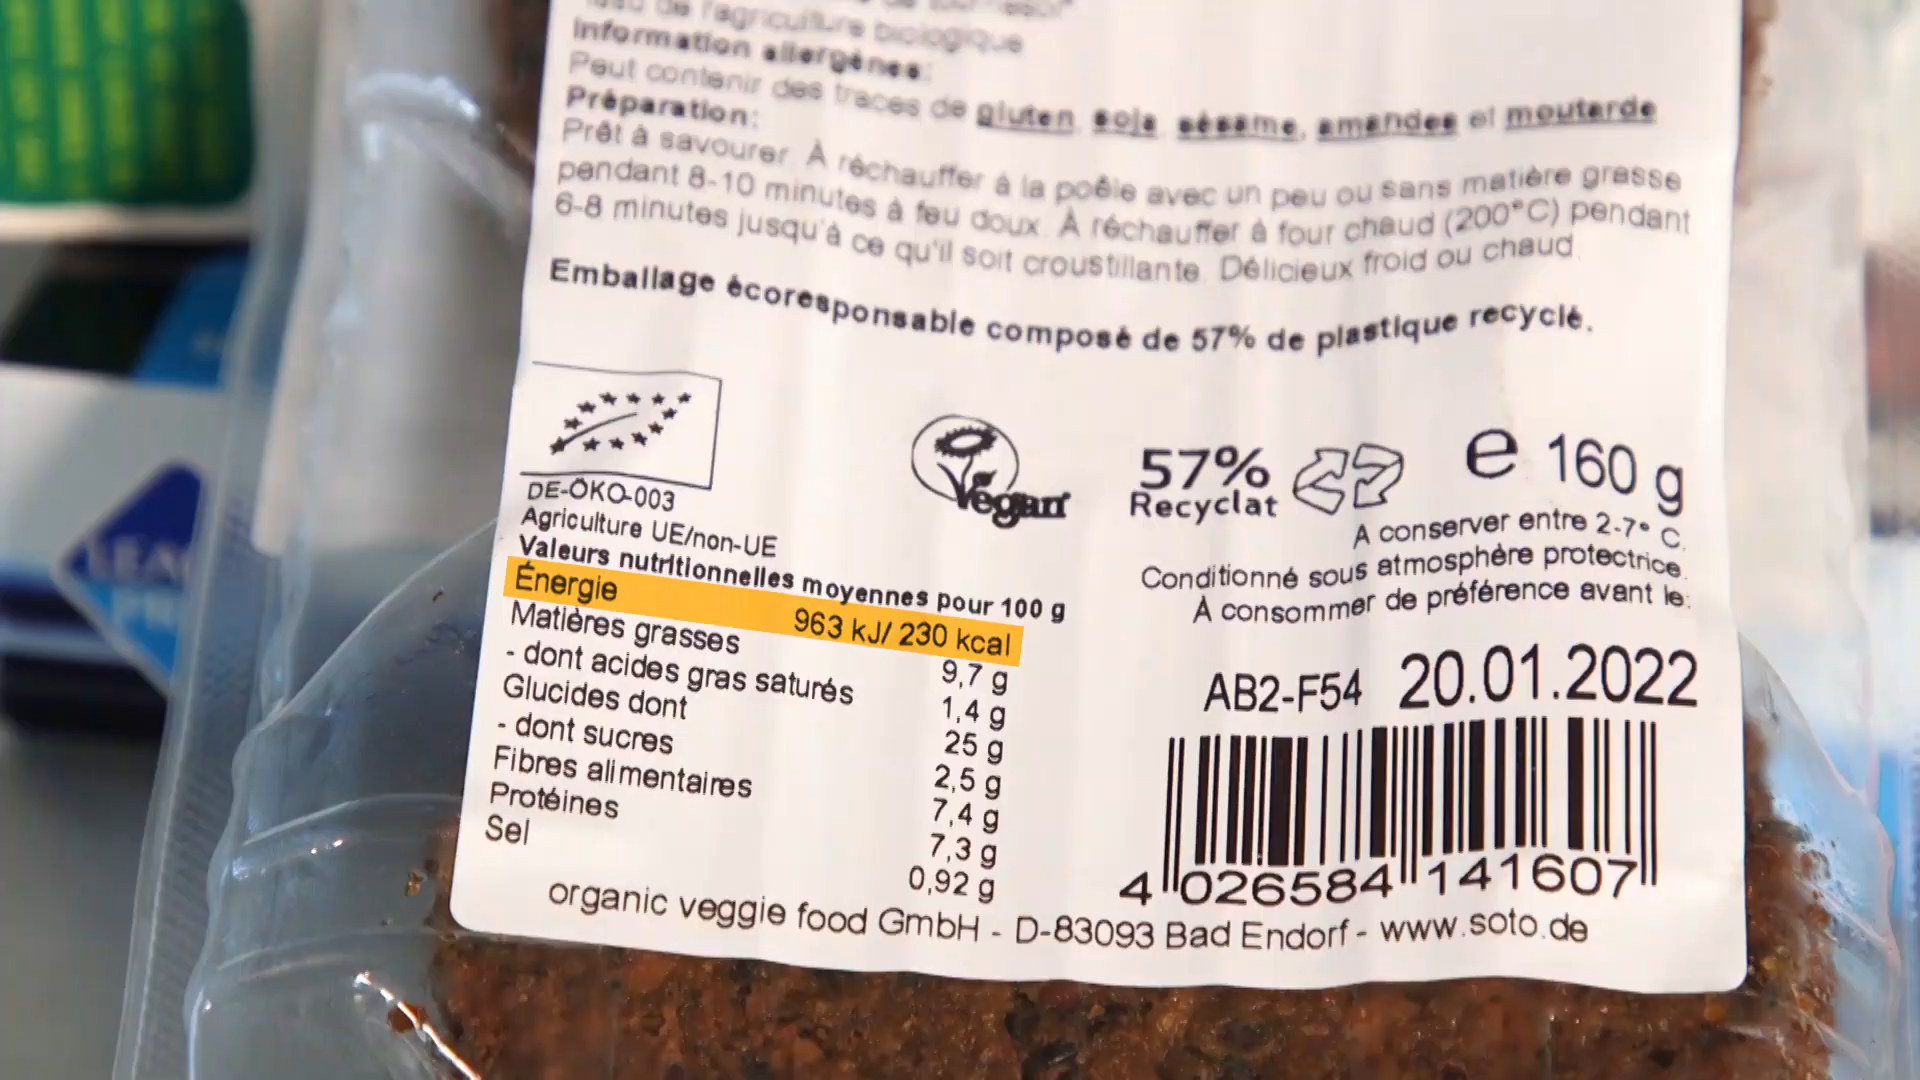 de l'agriculture biologique
Information allergènes:
Peut contenir des traces de gluten, soja, sésame, amandes et moutarde
Préparation:
Prêt à savourer. À réchauffer à la poêle avec un peu ou sans matière grasse
pendant 8-10 minutes à feu doux. À réchauffer à four chaud (200°C) pendant
6-8 minutes jusqu'à ce qu'il soit croustillante. Délicieux froid ou chaud.
Emballage écoresponsable composé de 57% de plastique recyclé.
DE-ÖKO-003
Agriculture UE/non-UE
Vegan
57%
Recyclat
e 160 g
A conserver entre 2-7° C.
Conditionné sous atmosphère protectrice.
À consommer de préférence avant le:
AB2-F54 20.01.2022
Valeurs nutritionnelles moyennes pour 100 g
Énergie 963 kJ/ 230 kcal
Matières grasses 9,7 g
- dont acides gras saturés 1,4 g
Glucides dont 25 g
- dont sucres 2,5 g
Fibres alimentaires 7,4 g
Protéines 7,3 g
Sel 0,92 g
4 026584 141607
organic veggie food GmbH - D-83093 Bad Endorf - www.soto.de